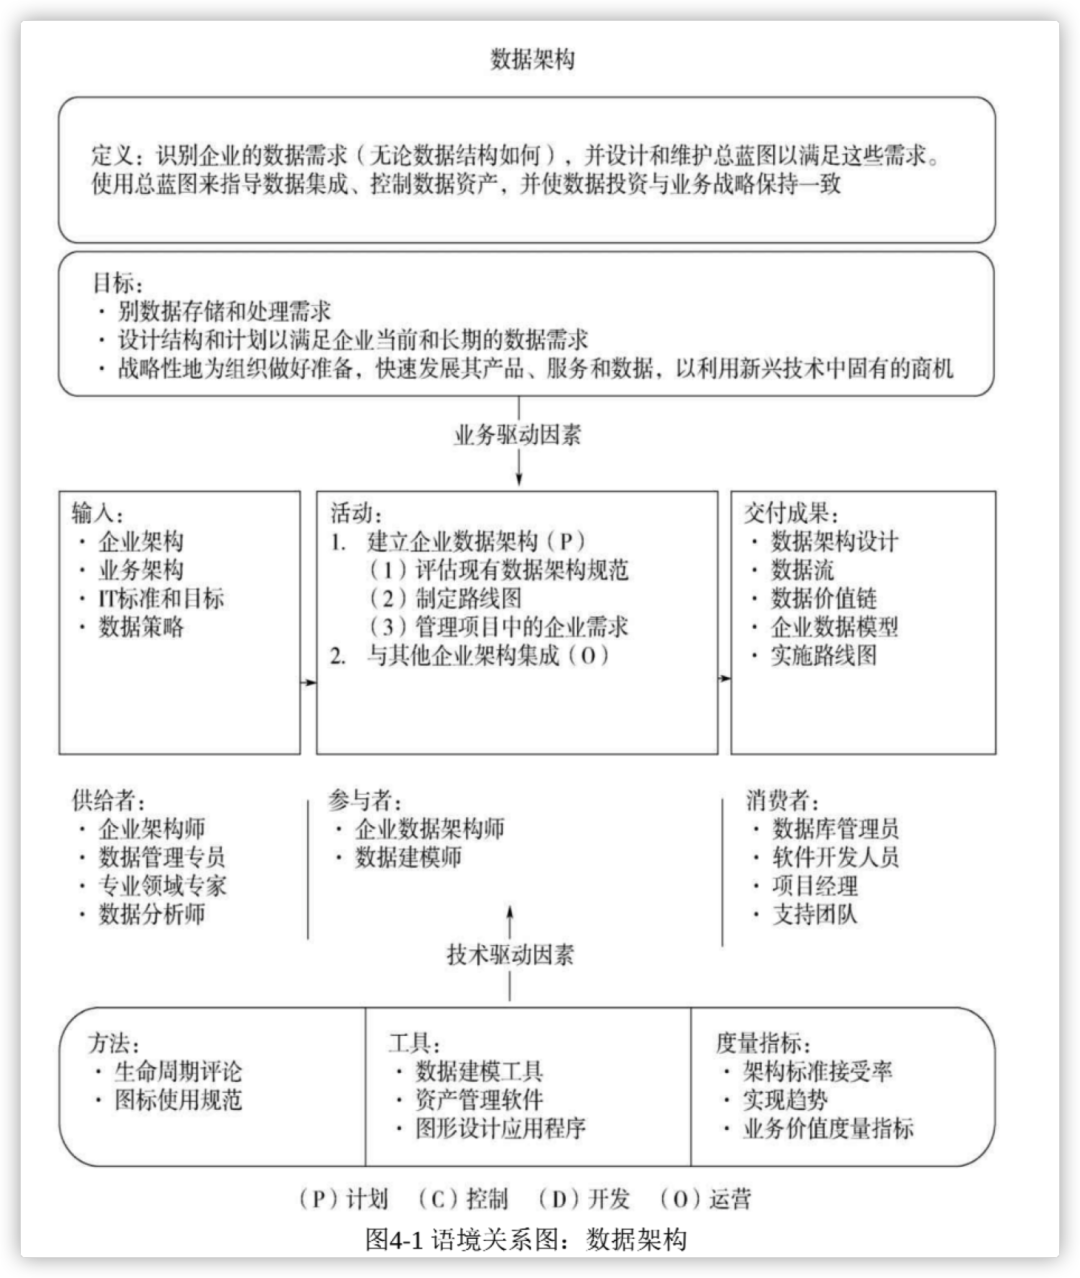 数据架构
定义：识别企业的数据需求（无论数据结构如何），并设计和维护总蓝图以满足这些需求。
使用总蓝图来指导数据集成、控制数据资产，并使数据投资与业务战略保持一致
目标：
· 别数据存储和处理需求
· 设计结构和计划以满足企业当前和长期的数据需求
· 战略性地为组织做好准备，快速发展其产品、服务和数据，以利用新兴技术中固有的商机
业务驱动因素
输入：
· 企业架构
· 业务架构
· IT标准和目标
· 数据策略
活动：
1. 建立企业数据架构（P）
（1）评估现有数据架构规范
（2）制定路线图
（3）管理项目中的企业需求
2. 与其他企业架构集成（O）
交付成果：
· 数据架构设计
· 数据流
· 数据价值链
· 企业数据模型
· 实施路线图
供给者：
· 企业架构师
· 数据管理专员
· 专业领域专家
· 数据分析师
参与者：
· 企业数据架构师
· 数据建模师
消费者：
· 数据库管理员
· 软件开发人员
· 项目经理
· 支持团队
技术驱动因素
方法：
· 生命周期评论
· 图标使用规范
工具：
· 数据建模工具
· 资产管理软件
· 图形设计应用程序
度量指标：
· 架构标准接受率
· 实现趋势
· 业务价值度量指标
（P）计划 （C）控制 （D）开发 （O）运营
图4-1 语境关系图：数据架构